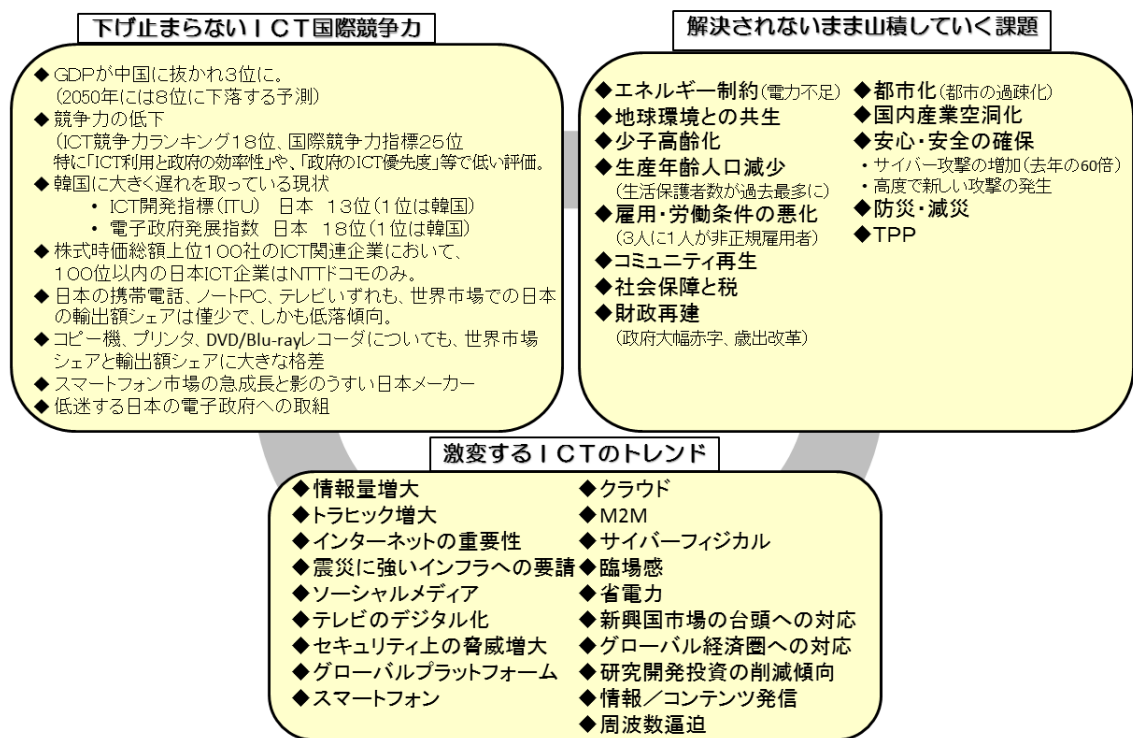 下げ止まらないＩＣＴ国際競争力
◆ＧＤＰが中国に抜かれ３位に。
（2050年には８位に下落する予測）
◆競争力の低下
（ICT競争力ランキング１８位、国際競争力指標２５位
特に「ICT利用と政府の効率性」や、「政府のICT優先度」等で低い評価。
◆韓国に大きく遅れを取っている現状
・ ICT開発指標（ITU） 日本 １３位（１位は韓国）
・ 電子政府発展指数 日本 １８位（１位は韓国）
◆株式時価総額上位１００社のICT関連企業において、
１００位以内の日本ICT企業はNTTドコモのみ。
◆日本の携帯電話、ノートPC、テレビいずれも、世界市場での日本
の輸出額シェアは僅少で、しかも低落傾向。
◆コピー機、プリンタ、DVD/Blu-rayレコーダについても、世界市場
シェアと輸出額シェアに大きな格差
◆スマートフォン市場の急成長と影のうすい日本メーカー
◆低迷する日本の電子政府への取組
解決されないまま山積していく課題
◆エネルギー制約（電力不足）
◆地球環境との共生
◆少子高齢化
◆生産年齢人口減少
（生活保護者数が過去最多に）
◆雇用・労働条件の悪化
（３人に１人が非正規雇用者）
◆コミュニティ再生
◆社会保障と税
◆財政再建
（政府大幅赤字、歳出改革）
◆都市化（都市の過疎化）
◆国内産業空洞化
◆安心・安全の確保
・サイバー攻撃の増加（去年の60倍）
・高度で新しい攻撃の発生
◆防災・減災
◆TPP
激変するＩＣＴのトレンド
◆情報量増大
◆トラヒック増大
◆インターネットの重要性
◆震災に強いインフラへの要請
◆ソーシャルメディア
◆テレビのデジタル化
◆セキュリティ上の脅威増大
◆グローバルプラットフォーム
◆スマートフォン
◆クラウド
◆M2M
◆サイバーフィジカル
◆臨場感
◆省電力
◆新興国市場の台頭への対応
◆グローバル経済圏への対応
◆研究開発投資の削減傾向
◆情報／コンテンツ発信
◆周波数逼迫